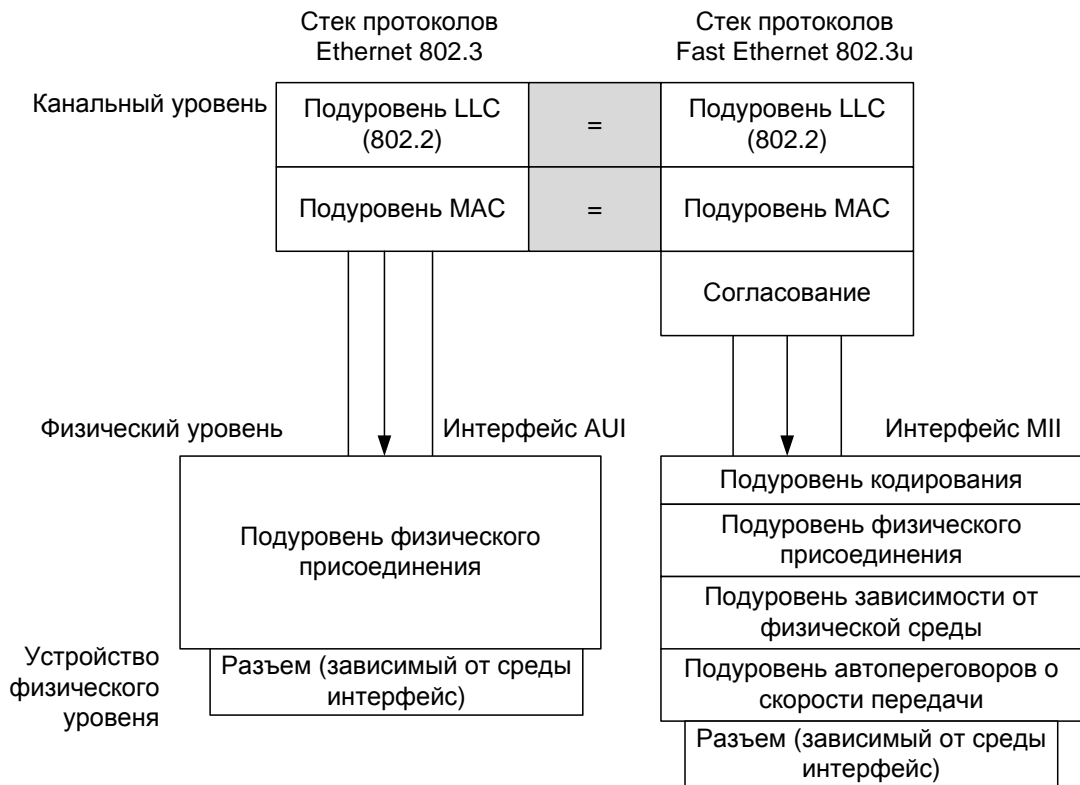 Стек протоколов
Ethernet 802.3
Стек протоколов
Fast Ethernet 802.3u
Канальный уровень
Подуровень LLC
(802.2)
=
Подуровень LLC
(802.2)
Подуровень MAC
=
Подуровень MAC
Согласование
Физический уровень
Интерфейс AUI
Интерфейс MII
Подуровень физического
присоединения
Подуровень кодирования
Подуровень физического
присоединения
Подуровень зависимости от
физической среды
Устройство
физического
уровеня
Разъем (зависимый от среды
интерфейс)
Подуровень автопереговоров о
скорости передачи
Разъем (зависимый от среды
интерфейс)